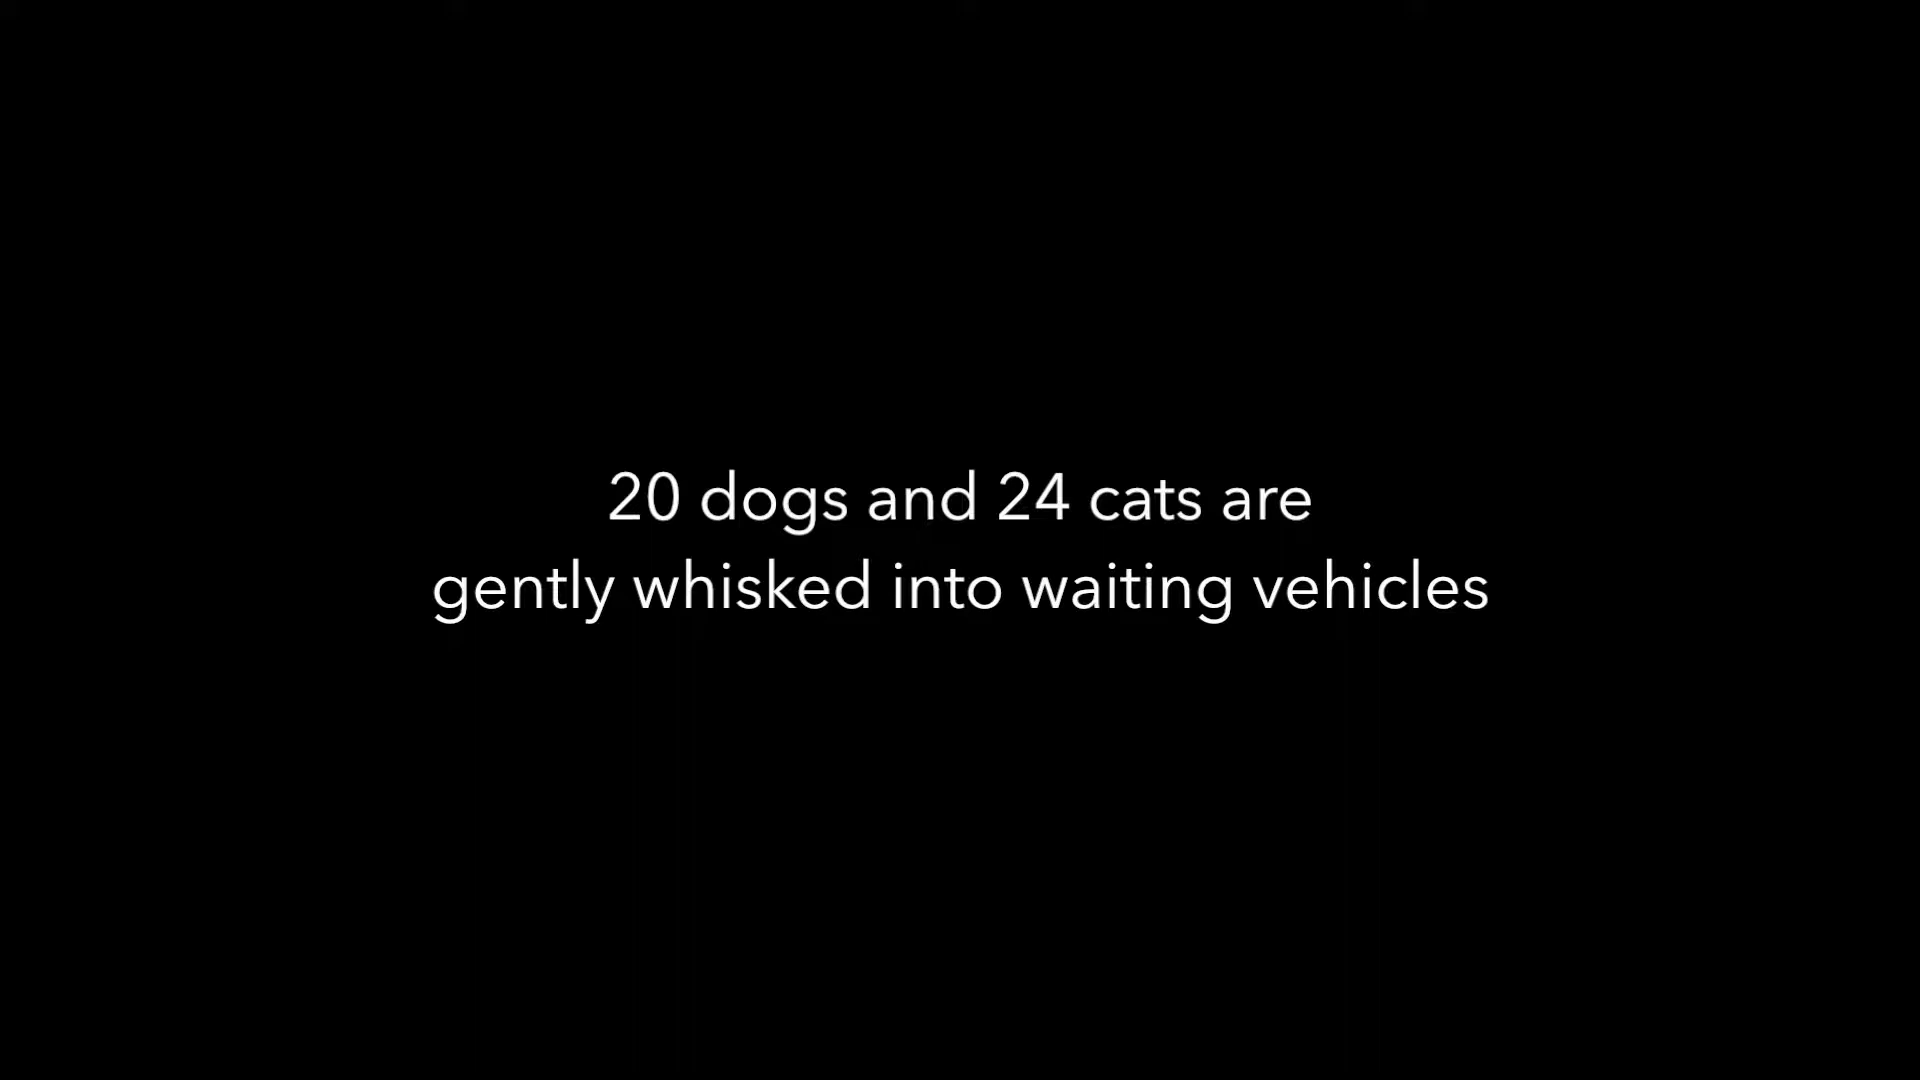 20 dogs and 24 cats are
gently whisked into waiting vehicles